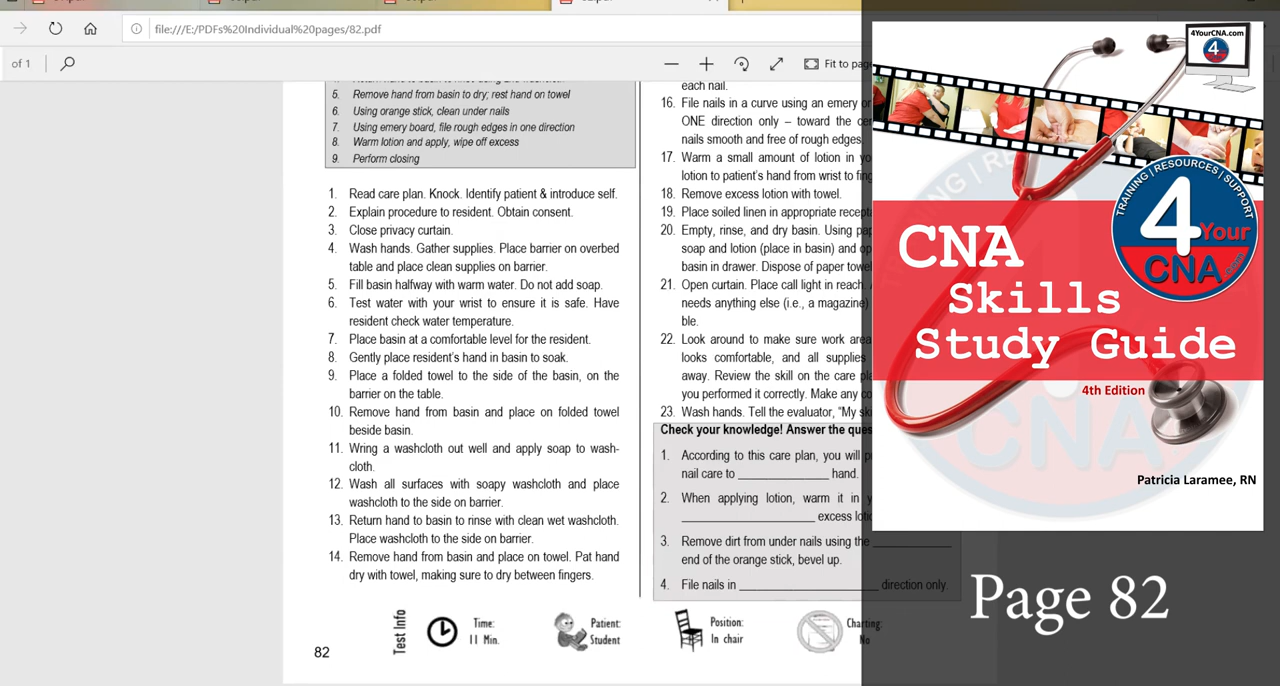 file:///E:/PDFs%20Individual%20pages/82.pdf
of 1
Fit to page
5. Remove hand from basin to dry; rest hand on towel
6. Using orange stick, clean under nails
7. Using emery board, file rough edges in one direction
8. Warm lotion and apply, wipe off excess
9. Perform closing
1. Read care plan. Knock. Identify patient & introduce self.
2. Explain procedure to resident. Obtain consent.
3. Close privacy curtain.
4. Wash hands. Gather supplies. Place barrier on overbed
table and place clean supplies on barrier.
5. Fill basin halfway with warm water. Do not add soap.
6. Test water with your wrist to ensure it is safe. Have
resident check water temperature.
7. Place basin at a comfortable level for the resident.
8. Gently place resident's hand in basin to soak.
9. Place a folded towel to the side of the basin, on the
barrier on the table.
10. Remove hand from basin and place on folded towel
beside basin.
11. Wring a washcloth out well and apply soap to wash-
cloth.
12. Wash all surfaces with soapy washcloth and place
washcloth to the side on barrier.
13. Return hand to basin to rinse with clean wet washcloth.
Place washcloth to the side on barrier.
14. Remove hand from basin and place on towel. Pat hand
dry with towel, making sure to dry between fingers.
each nail.
16. File nails in a curve using an emery
ONE direction only – toward the
nails smooth and free of rough edges.
17. Warm a small amount of lotion in
lotion to patient's hand from wrist to
18. Remove excess lotion with towel.
19. Place soiled linen in appropriate
20. Empty, rinse, and dry basin. Using
soap and lotion (place in basin) and
basin in drawer. Dispose of paper
21. Open curtain. Place call light in reach.
needs anything else (i.e., a magazine)
ble.
22. Look around to make sure work
looks comfortable, and all supplies
away. Review the skill on the care
you performed it correctly. Make any
23. Wash hands. Tell the evaluator, "My
Check your knowledge! Answer the
1. According to this care plan, you will
nail care to ______________ hand.
2. When applying lotion, warm it in
____________________ excess
3. Remove dirt from under nails using the ____________
end of the orange stick, bevel up.
4. File nails in _____________________ direction only.
Test Info
Time:
11 Min.
Patient:
Student
Position:
In chair
Charting:
No
82
4YourCNA.com
4
TRAINING | RESOURCES | SUPPORT
4Your
CNA.com
CNA
Skills
Study Guide
4th Edition
Patricia Laramee, RN
Page 82